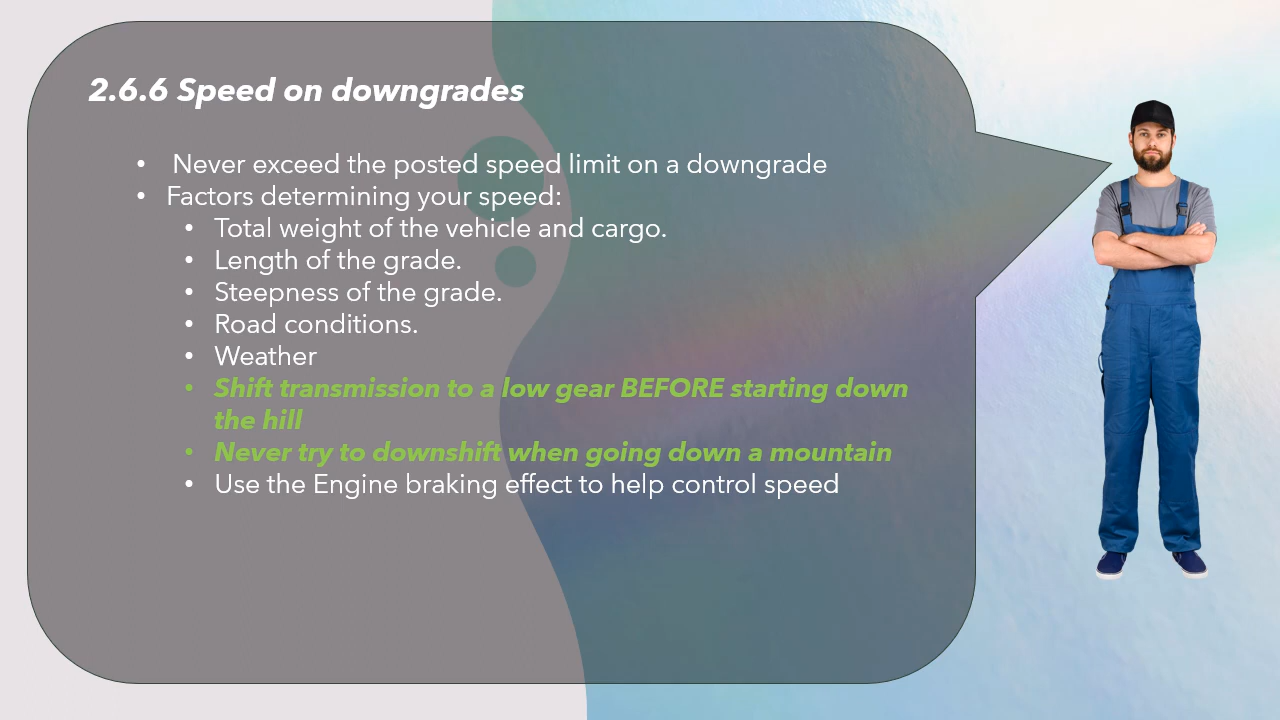 2.6.6 Speed on downgrades
• Never exceed the posted speed limit on a downgrade
• Factors determining your speed:
• Total weight of the vehicle and cargo.
• Length of the grade.
• Steepness of the grade.
• Road conditions.
• Weather
• Shift transmission to a low gear BEFORE starting down
the hill
• Never try to downshift when going down a mountain
• Use the Engine braking effect to help control speed